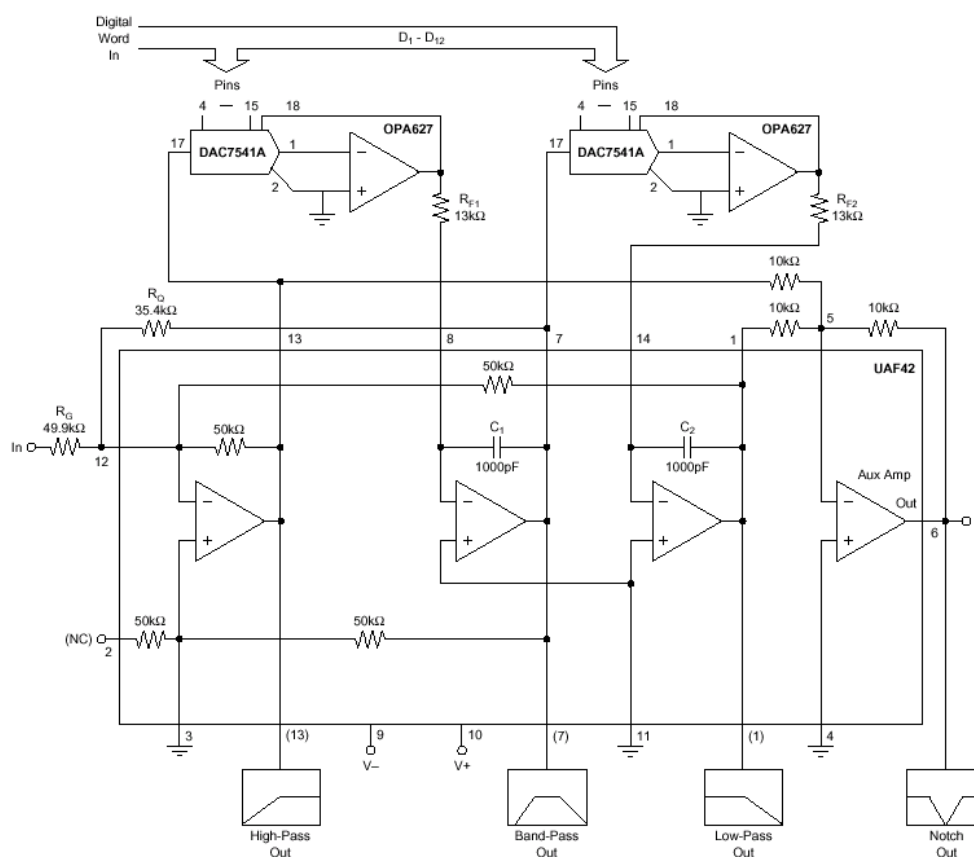 Digital
Word
In
D1 - D12
Pins
Pins
4 – 15 18
4 – 15 18
OPA627
OPA627
17 DAC7541A 1
17 DAC7541A 1
2
2
–
+
–
+
RF1
13kΩ
RF2
13kΩ
10kΩ
RQ
35.4kΩ
10kΩ
5
10kΩ
13
8
7
14
1
50kΩ
UAF42
RG
49.9kΩ
50kΩ
C1
1000pF
C2
1000pF
In
12
Aux Amp
Out
–
+
–
+
–
+
–
+
6
50kΩ
50kΩ
(NC)
2
3
(13)
9
10
(7)
11
(1)
4
V–
V+
High-Pass
Out
Band-Pass
Out
Low-Pass
Out
Notch
Out